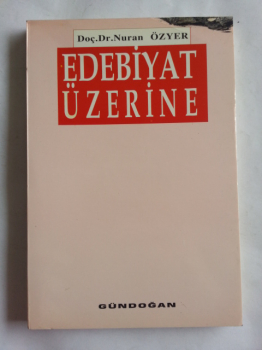 Doç.Dr.Nuran ÖZYER
EDEBİYAT
ÜZERİNE
GÜNDOĞAN